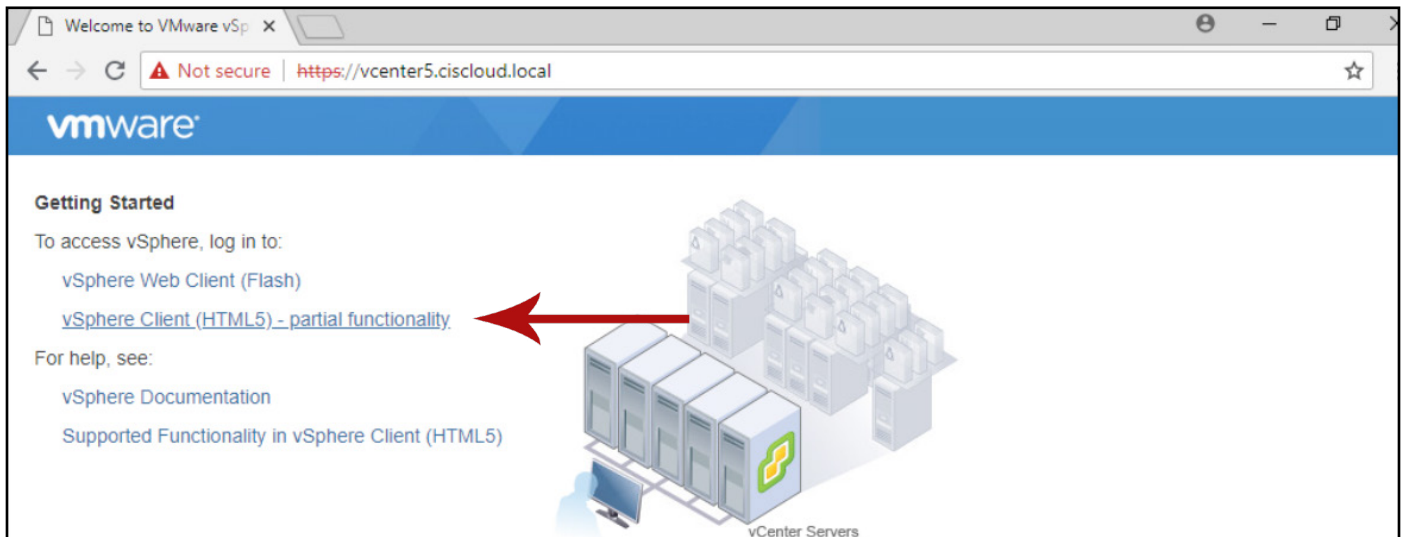 Welcome to VMware vSp
Not secure | https://vcenter5.ciscloud.local
vmware
Getting Started
To access vSphere, log in to:
vSphere Web Client (Flash)
vSphere Client (HTML5) - partial functionality
For help, see:
vSphere Documentation
Supported Functionality in vSphere Client (HTML5)
vCenter Servers